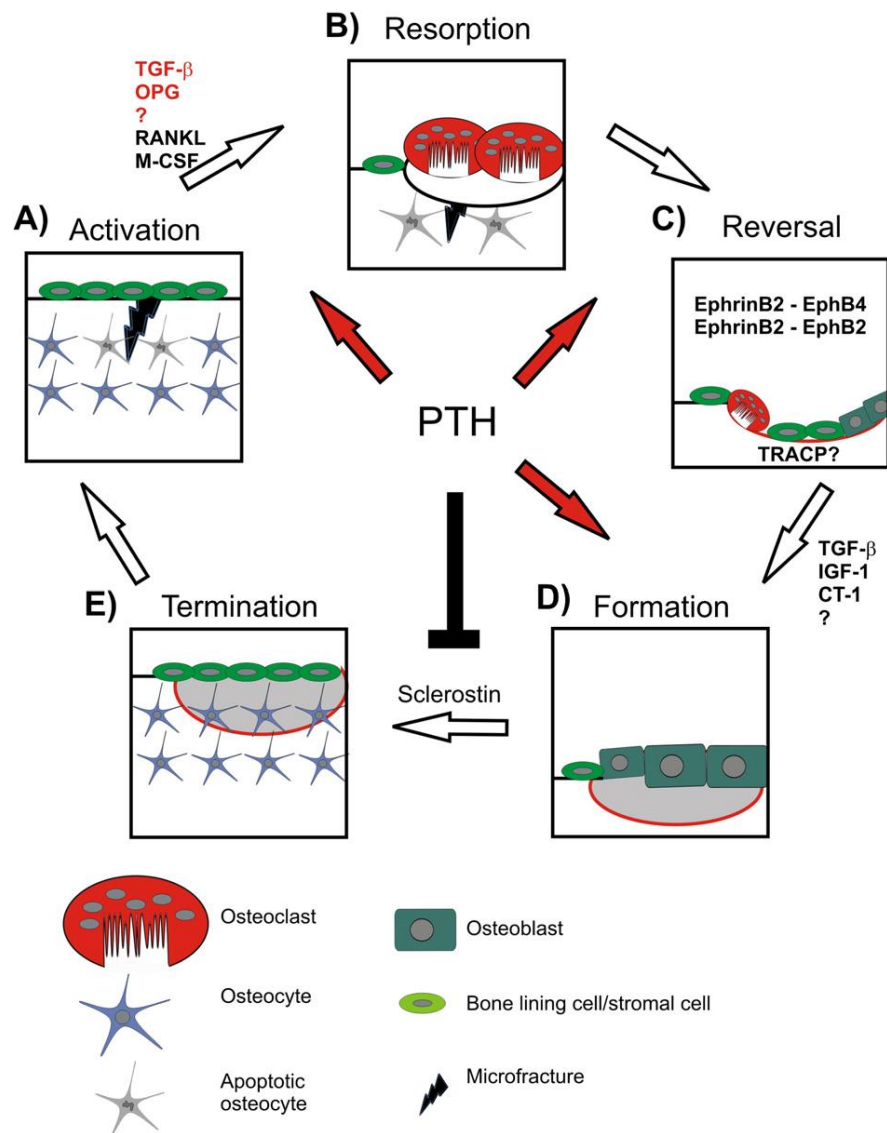 B) Resorption
TGF-β
OPG
?
RANKL
M-CSF
A) Activation
C) Reversal
EphrinB2 - EphB4
EphrinB2 - EphB2
TRACP?
PTH
TGF-β
IGF-1
CT-1
?
E) Termination
D) Formation
Sclerostin
Osteoclast
Osteoblast
Osteocyte
Bone lining cell/stromal cell
Apoptotic
osteocyte
Microfracture